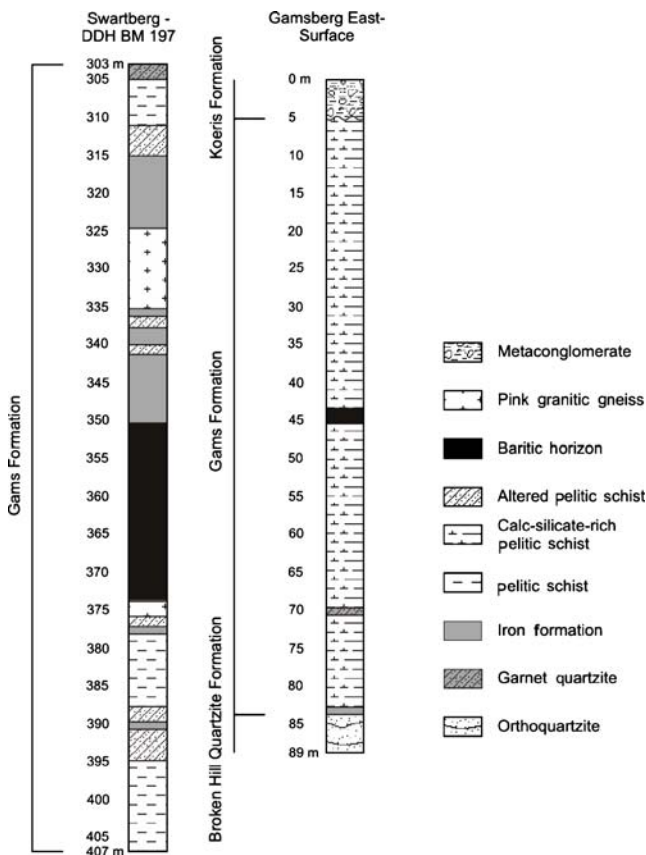 Swartberg -
DDH BM 197
303 m
305
310
315
320
325
330
335
340
345
350
355
360
365
370
375
380
385
390
395
400
405
407 m
Gams Formation
Gamsberg East-
Surface
0 m
5
10
15
20
25
30
35
40
45
50
55
60
65
70
75
80
85
89 m
Koeris Formation
Gams Formation
Broken Hill Quartzite Formation
Metaconglomerate
Pink granitic gneiss
Baritic horizon
Altered pelitic schist
Calc-silicate-rich
pelitic schist
pelitic schist
Iron formation
Garnet quartzite
Orthoquartzite